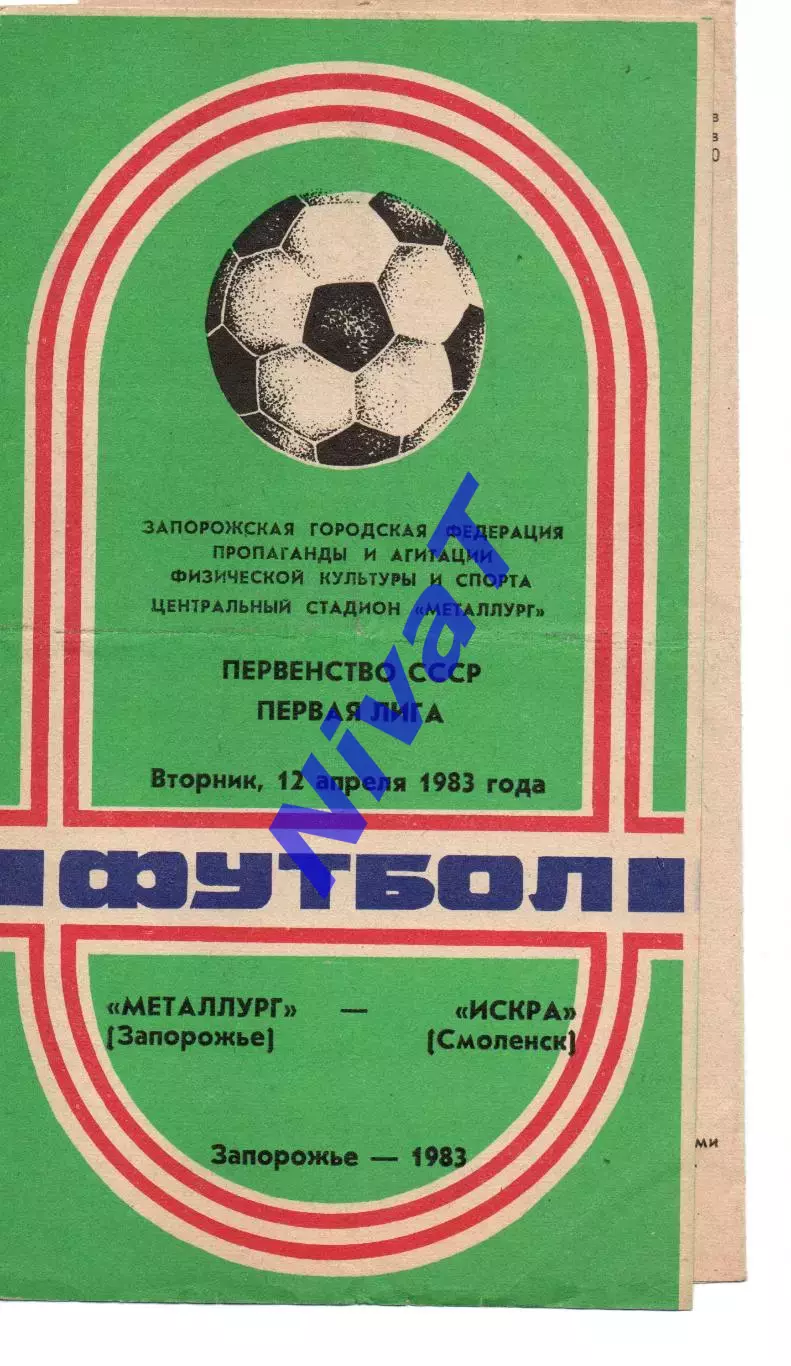 ЗАПОРОЖСКАЯ ГОРОДСКАЯ ФЕДЕРАЦИЯ
ПРОПАГАНДЫ И АГИТАЦИИ
ФИЗИЧЕСКОЙ КУЛЬТУРЫ И СПОРТА
ЦЕНТРАЛЬНЫЙ СТАДИОН «МЕТАЛЛУРГ»
ПЕРВЕНСТВО СССР
ПЕРВАЯ ЛИГА
Вторник, 12 апреля 1983 года
ФУТБОЛ
«МЕТАЛЛУРГ» — «ИСКРА»
(Запорожье) (Смоленск)
Запорожье — 1983
NivaT